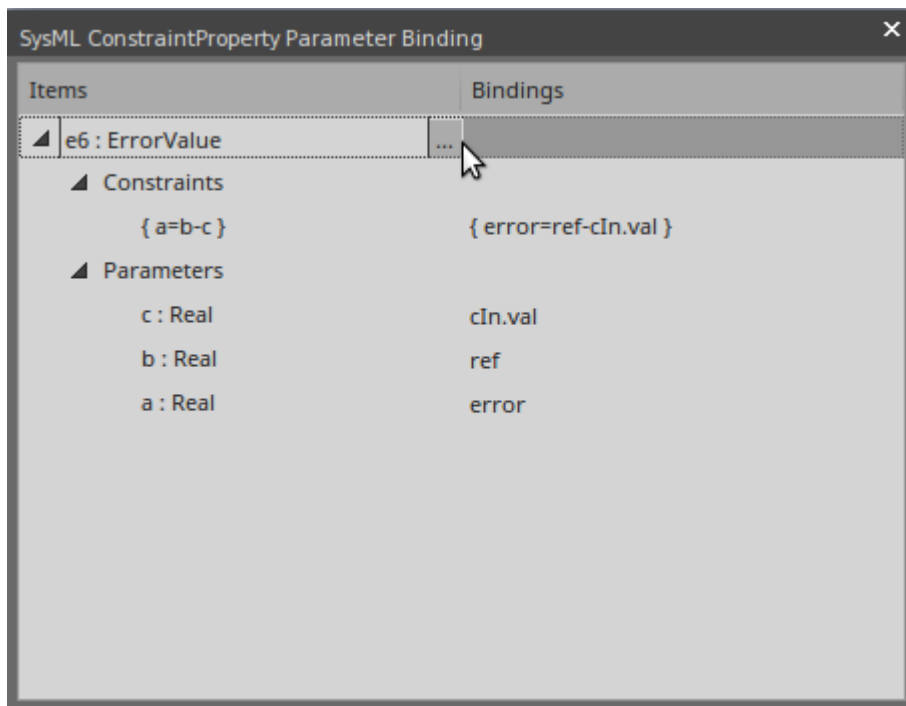 SysML ConstraintProperty Parameter Binding
Items Bindings
e6 : ErrorValue ...
Constraints
{ a=b-c } { error=ref-cIn.val }
Parameters
c : Real cIn.val
b : Real ref
a : Real error